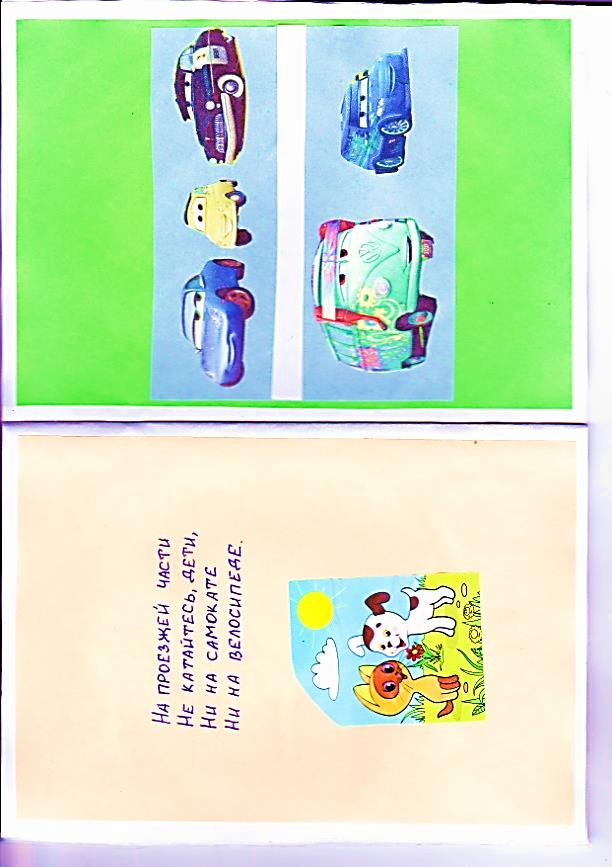 На проезжей части
Не катайтесь, дети,
Ни на самокате
Ни на велосипеде.